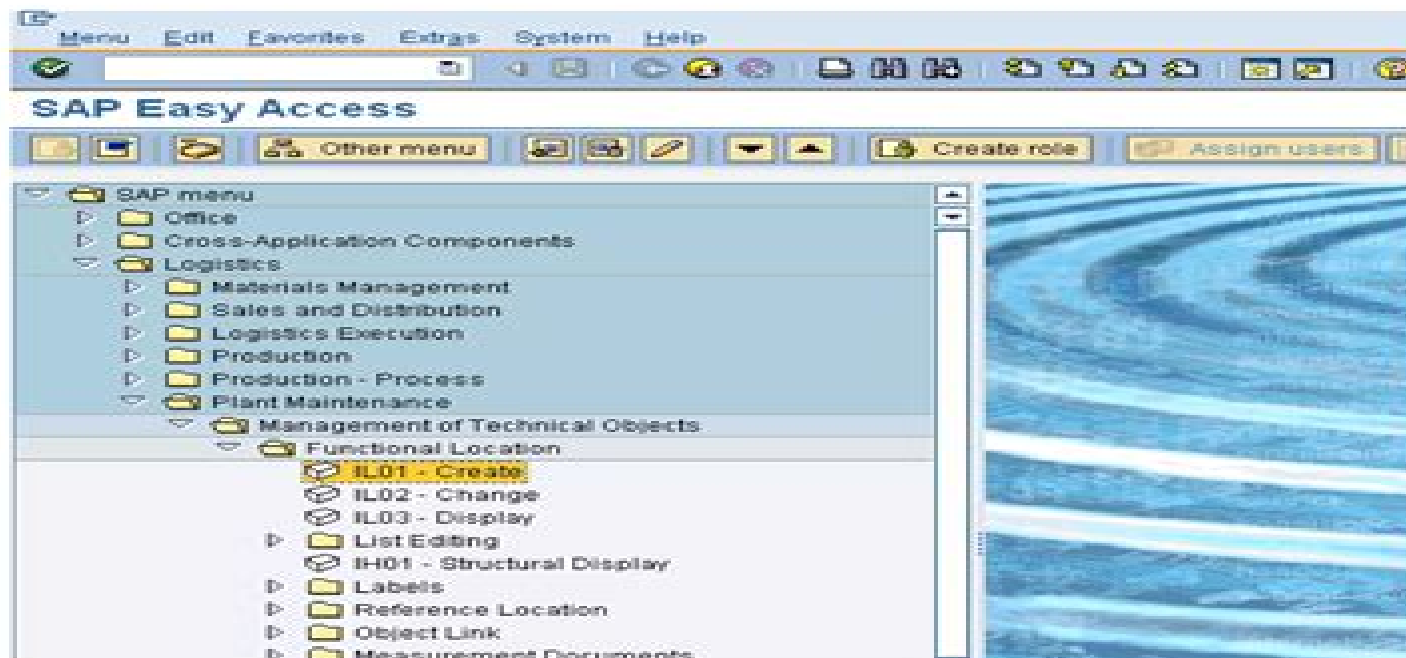 Menu Edit Favorites Extras System Help
SAP Easy Access
Other menu Create role Assign users
SAP menu
Office
Cross-Application Components
Logistics
Materials Management
Sales and Distribution
Logistics Execution
Production
Production - Process
Plant Maintenance
Management of Technical Objects
Functional Location
IL01 - Create
IL02 - Change
IL03 - Display
List Editing
IH01 - Structural Display
Labels
Reference Location
Object Link
Measurement Documents